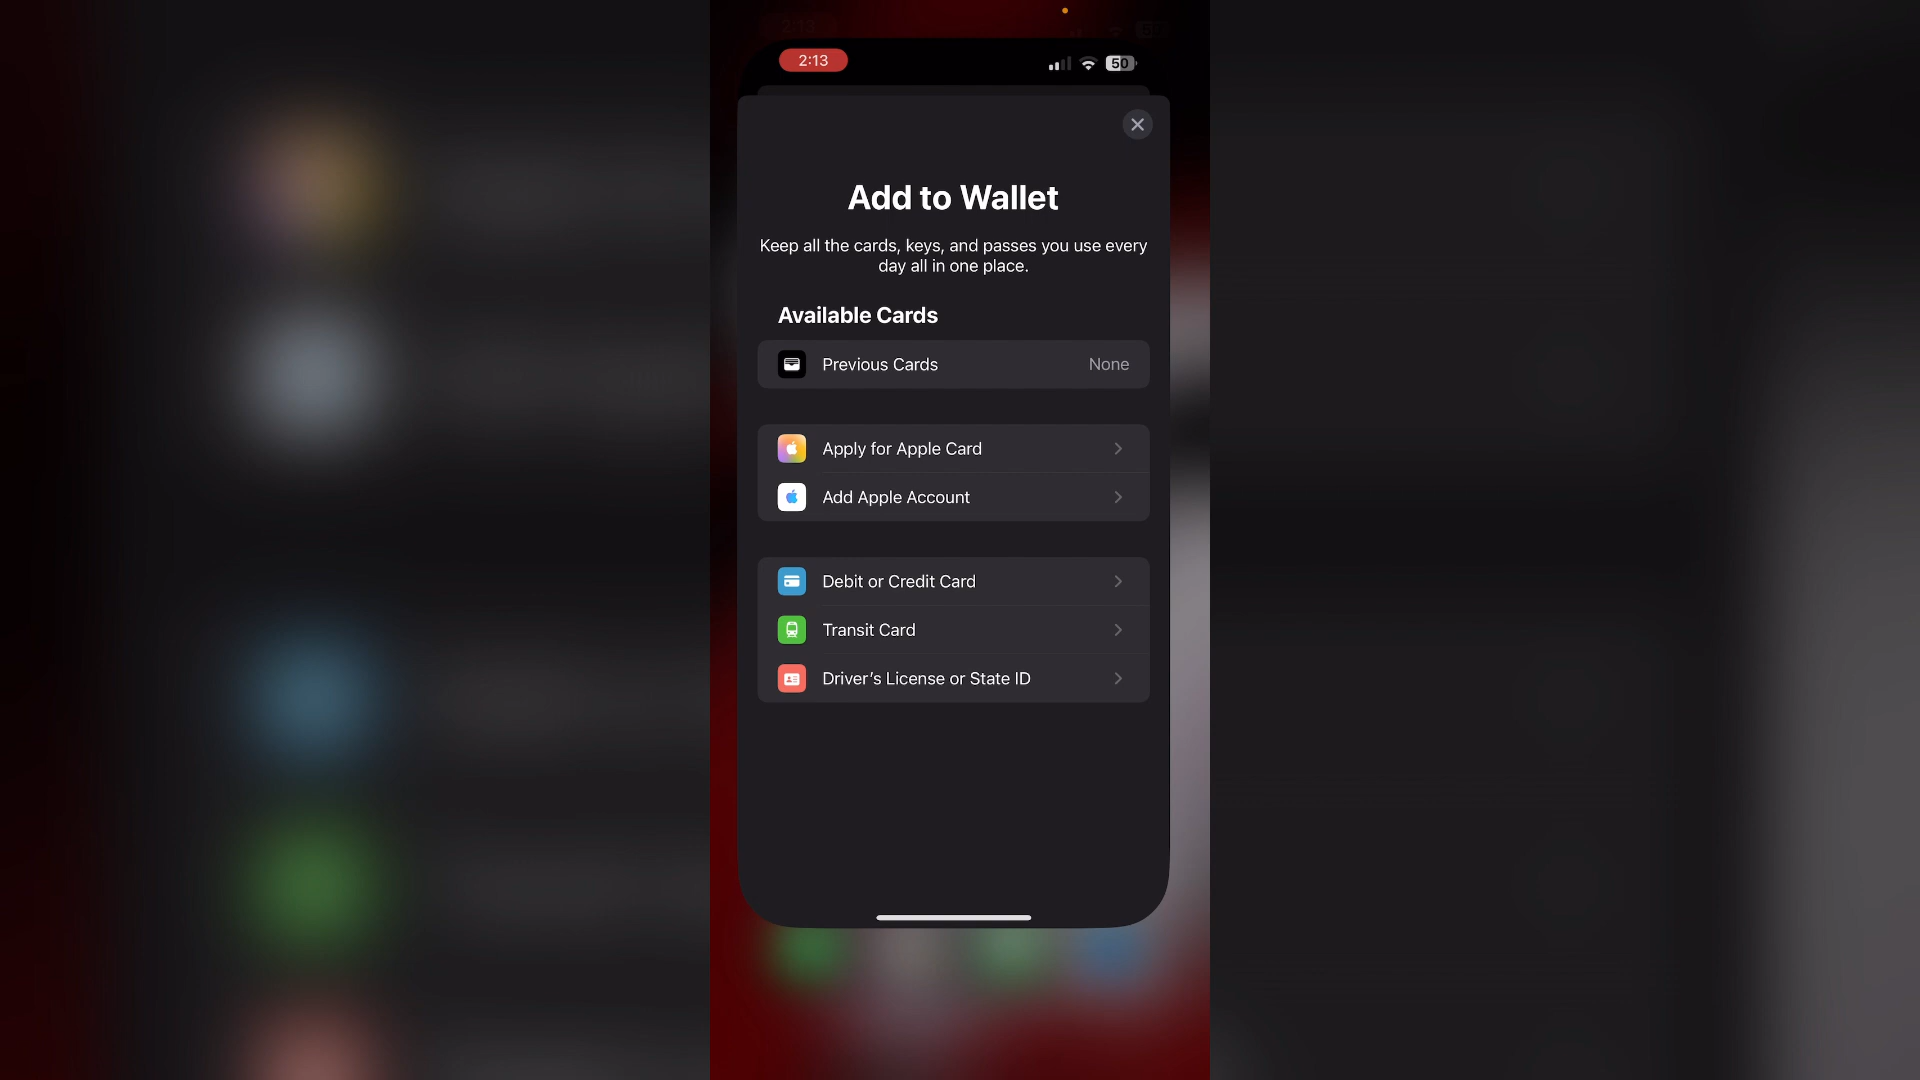 2:13
50
Add to Wallet
Keep all the cards, keys, and passes you use every
day all in one place.
Available Cards
Previous Cards None
Apply for Apple Card
Add Apple Account
Debit or Credit Card
Transit Card
Driver’s License or State ID